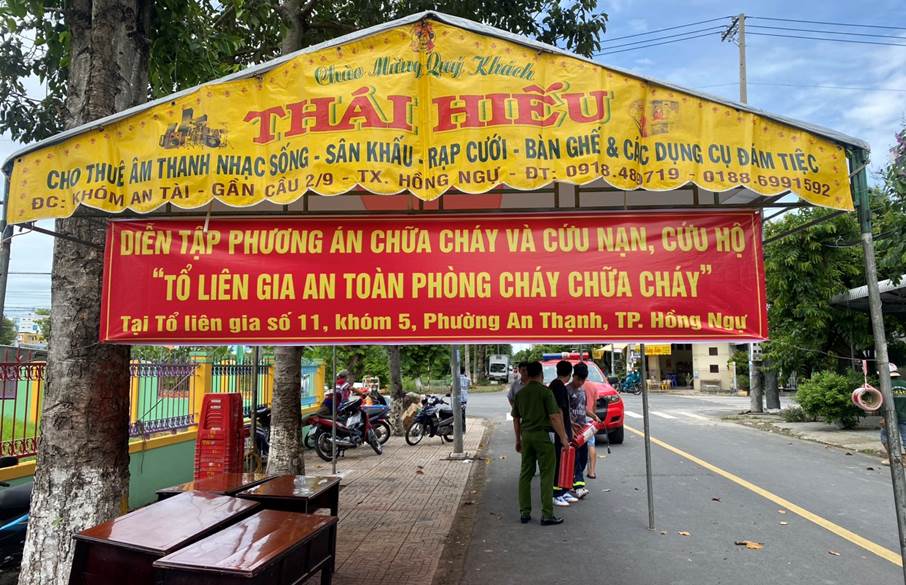 Chào Mừng Quý Khách
THÁI HIẾU
CHO THUÊ ÂM THANH NHẠC SỐNG - SÂN KHẤU - RẠP CƯỚI - BÀN GHẾ & CÁC DỤNG CỤ ĐÁM TIỆC
ĐC: KHÓM AN TÀI - GẦN CẦU 2/9 - TX. HỒNG NGỰ - ĐT: 0918.489719 - 0188.6991592
DIỄN TẬP PHƯƠNG ÁN CHỮA CHÁY VÀ CỨU NẠN, CỨU HỘ
"TỔ LIÊN GIA AN TOÀN PHÒNG CHÁY CHỮA CHÁY"
Tại Tổ liên gia số 11, khóm 5, Phường An Thạnh, TP. Hồng Ngự